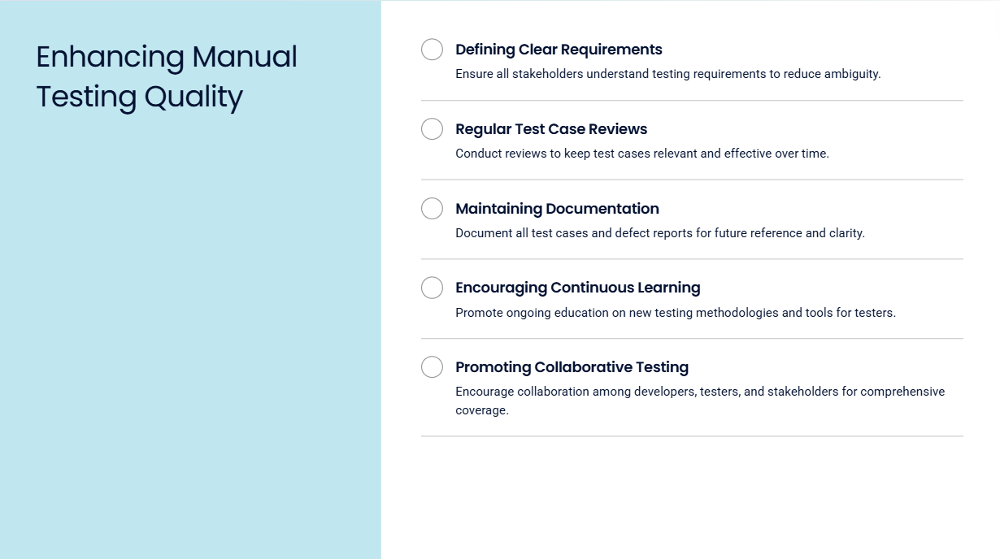 Enhancing Manual
Testing Quality
Defining Clear Requirements
Ensure all stakeholders understand testing requirements to reduce ambiguity.
Regular Test Case Reviews
Conduct reviews to keep test cases relevant and effective over time.
Maintaining Documentation
Document all test cases and defect reports for future reference and clarity.
Encouraging Continuous Learning
Promote ongoing education on new testing methodologies and tools for testers.
Promoting Collaborative Testing
Encourage collaboration among developers, testers, and stakeholders for comprehensive
coverage.